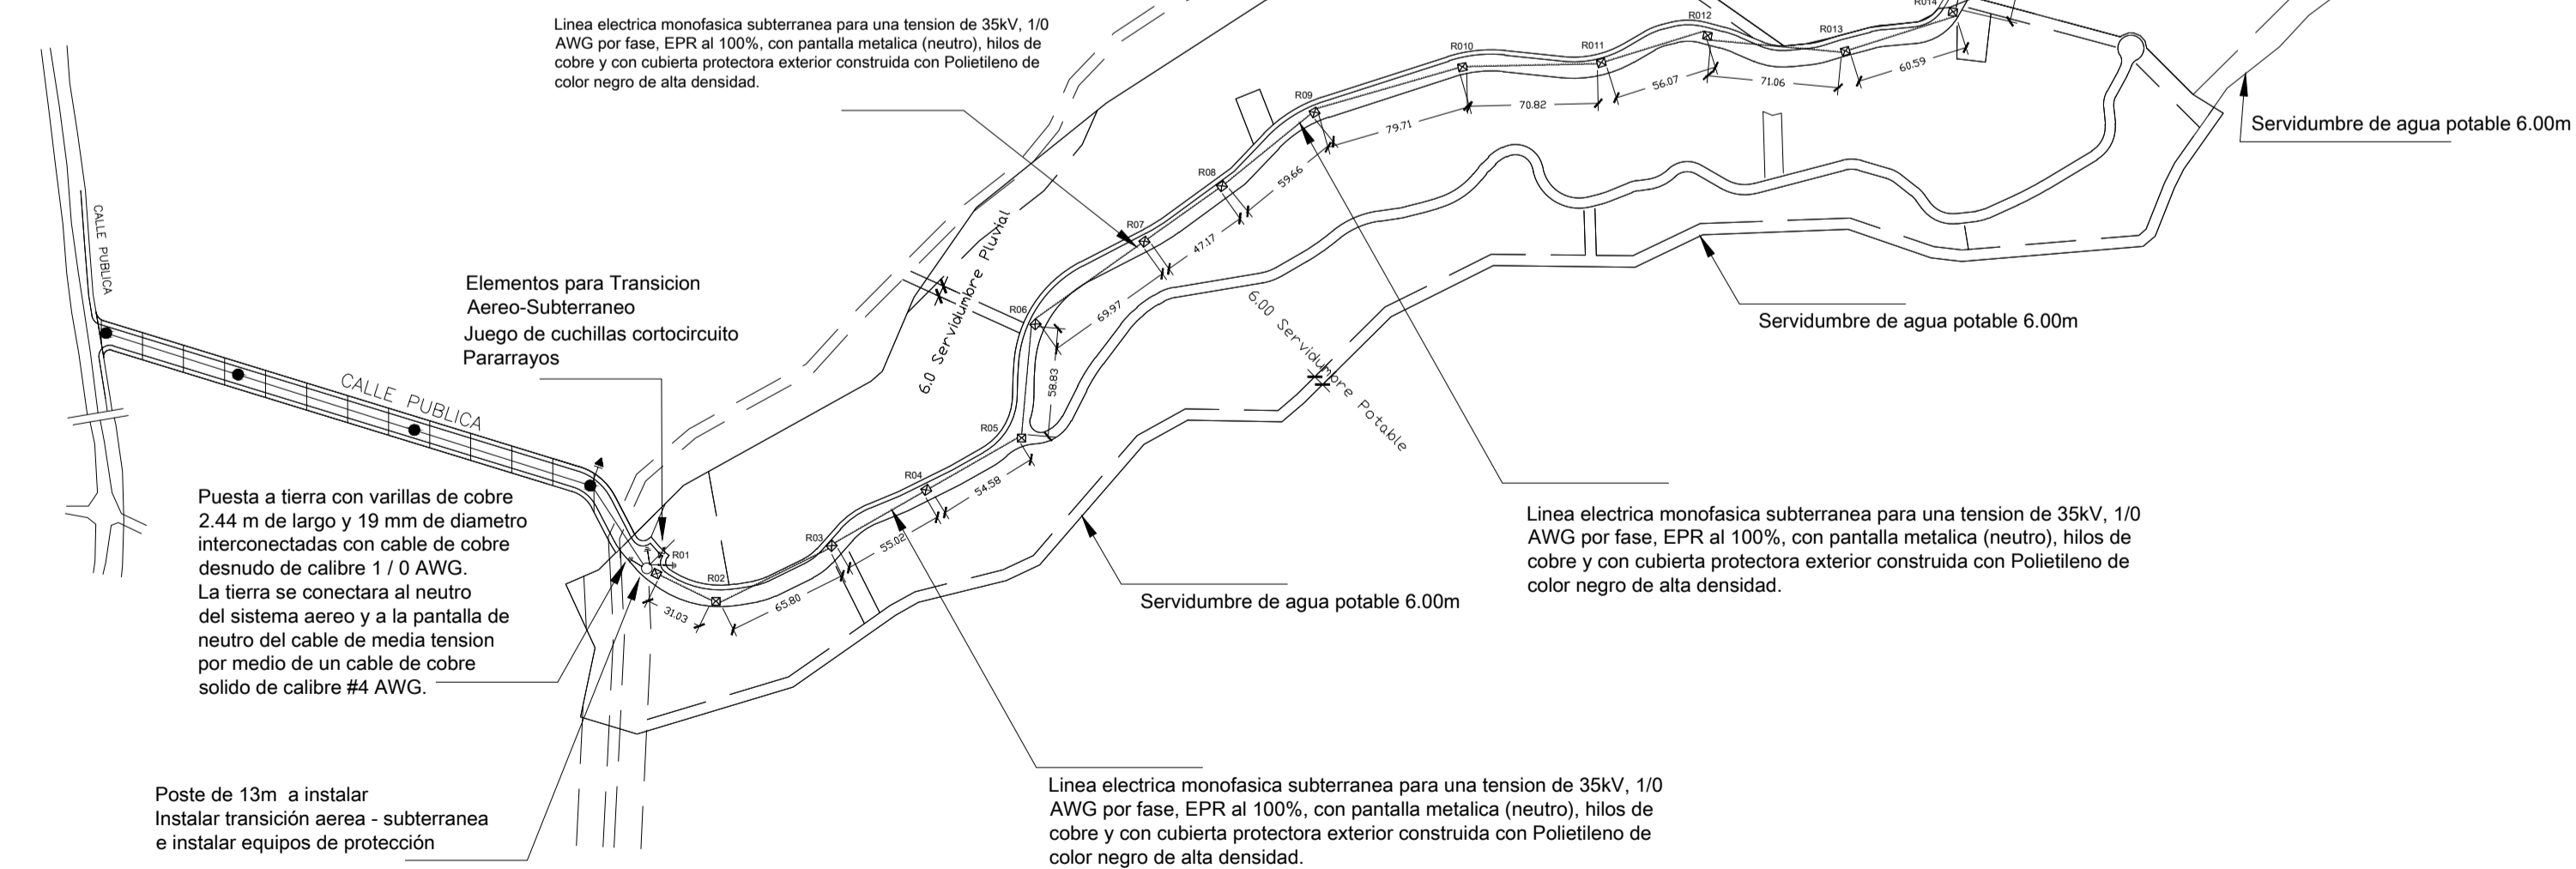 Linea electrica monofasica subterranea para una tension de 35kV, 1/0
AWG por fase, EPR al 100%, con pantalla metalica (neutro), hilos de
cobre y con cubierta protectora exterior construida con Polietileno de
color negro de alta densidad.
R014
R012
R013
R011
R010
60.59
56.07
71.06
70.82
R09
79.71
Servidumbre de agua potable 6.00m
R08
59.66
R07
47.17
CALLE PUBLICA
6.0 Servidumbre Pluvial
Elementos para Transicion
Aereo-Subterraneo
Juego de cuchillas cortocircuito
Pararrayos
R06
69.97
6.00 Servidumbre Potable
Servidumbre de agua potable 6.00m
58.83
CALLE PUBLICA
R05
R04
54.58
Puesta a tierra con varillas de cobre
2.44 m de largo y 19 mm de diametro
interconectadas con cable de cobre
desnudo de calibre 1 / 0 AWG.
La tierra se conectara al neutro
del sistema aereo y a la pantalla de
neutro del cable de media tension
por medio de un cable de cobre
solido de calibre #4 AWG.
R03
55.02
R01
R02
65.80
31.03
Linea electrica monofasica subterranea para una tension de 35kV, 1/0
AWG por fase, EPR al 100%, con pantalla metalica (neutro), hilos de
cobre y con cubierta protectora exterior construida con Polietileno de
color negro de alta densidad.
Servidumbre de agua potable 6.00m
Poste de 13m a instalar
Instalar transición aerea - subterranea
e instalar equipos de protección
Linea electrica monofasica subterranea para una tension de 35kV, 1/0
AWG por fase, EPR al 100%, con pantalla metalica (neutro), hilos de
cobre y con cubierta protectora exterior construida con Polietileno de
color negro de alta densidad.